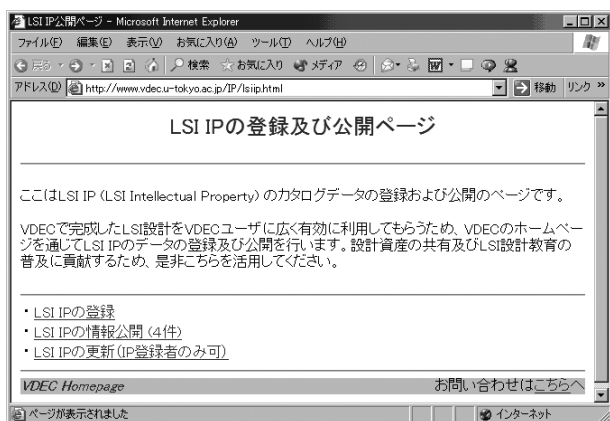 LSI IP公開ページ - Microsoft Internet Explorer
ファイル(F) 編集(E) 表示(V) お気に入り(A) ツール(T) ヘルプ(H)
戻る 検索 お気に入り メディア
アドレス(D) http://www.vdec.u-tokyo.ac.jp/IP/lsiip.html 移動 リンク »
LSI IPの登録及び公開ページ
ここはLSI IP (LSI Intellectual Property) のカタログデータの登録および公開のページです。
VDECで完成したLSI設計をVDECユーザに広く有効に利用してもらうため、VDECのホームペー
ジを通じてLSI IPのデータの登録及び公開を行います。設計資産の共有及びLSI設計教育の
普及に貢献するため、是非こちらを活用してください。
・LSI IPの登録
・LSI IPの情報公開 (4件)
・LSI IPの更新(IP登録者のみ可)
VDEC Homepage お問い合わせはこちらへ
ページが表示されました インターネット